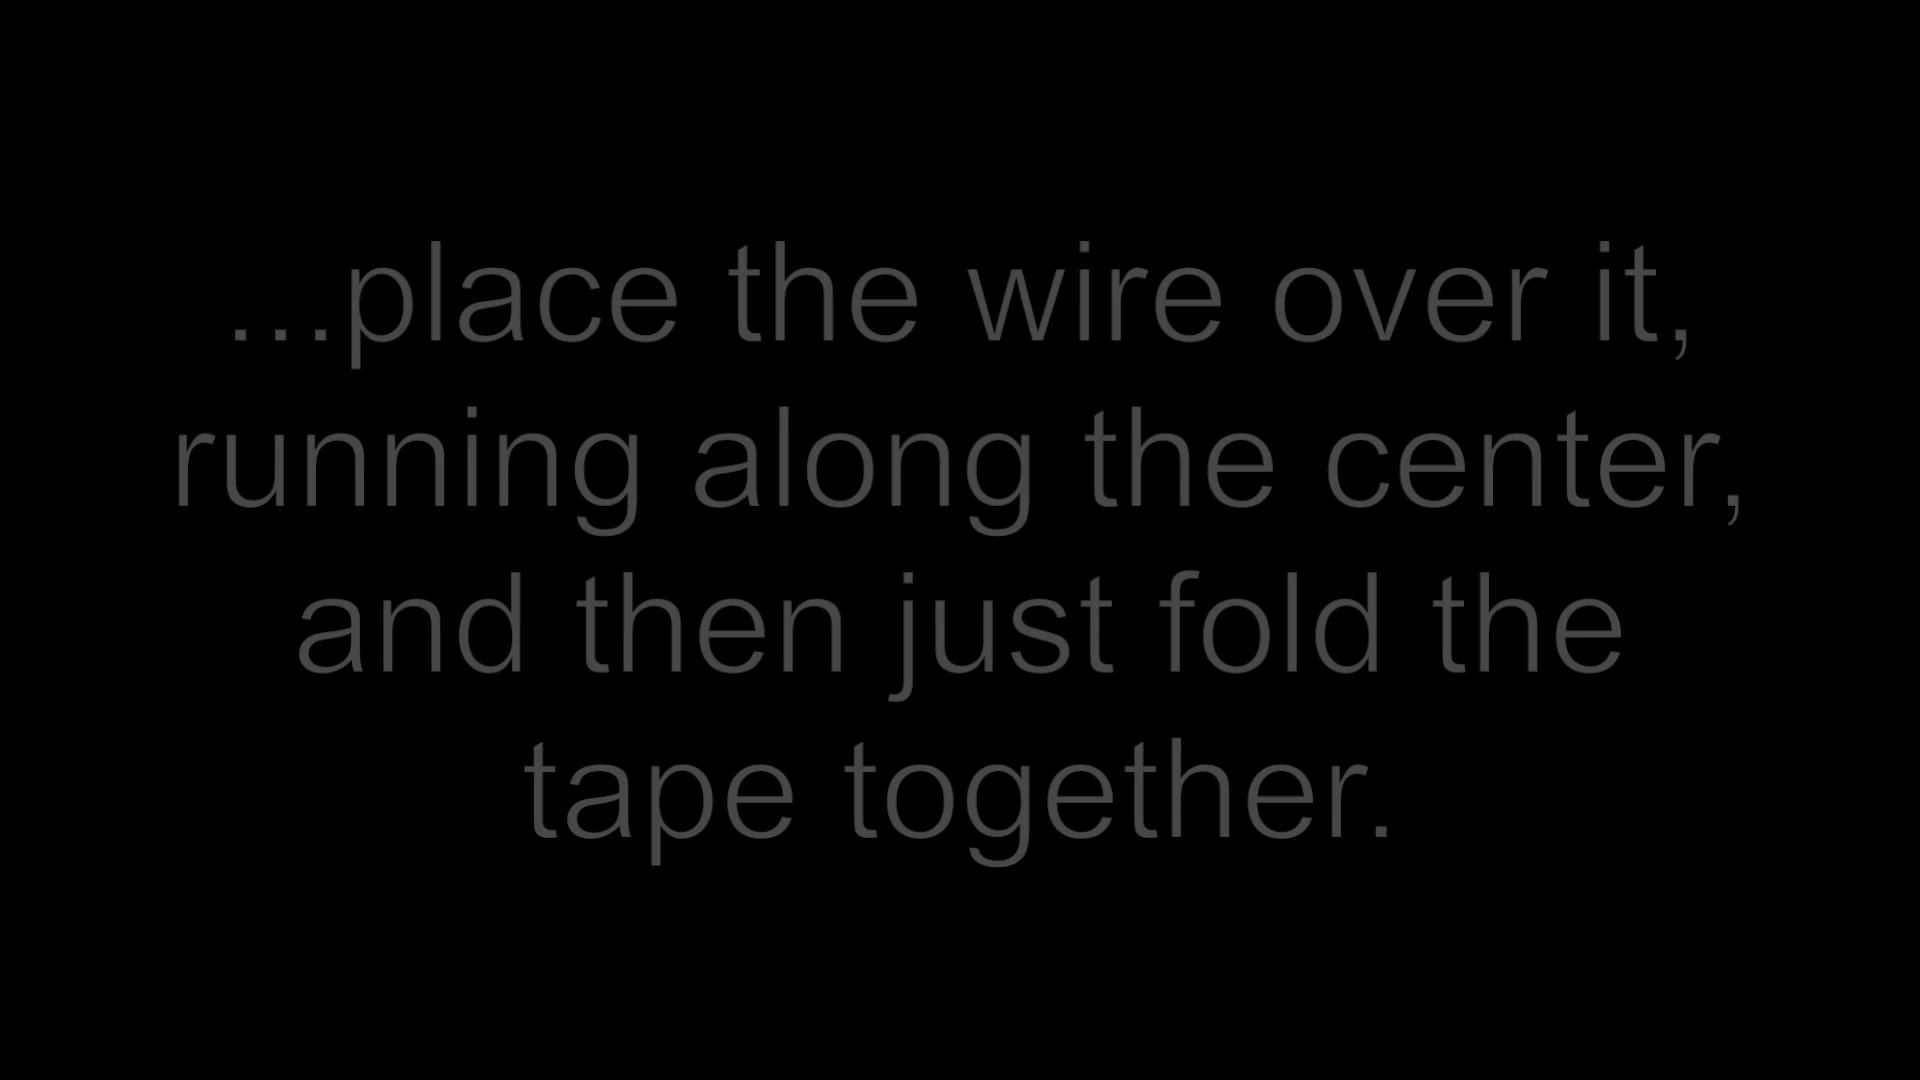 ...place the wire over it,
running along the center,
and then just fold the
tape together.